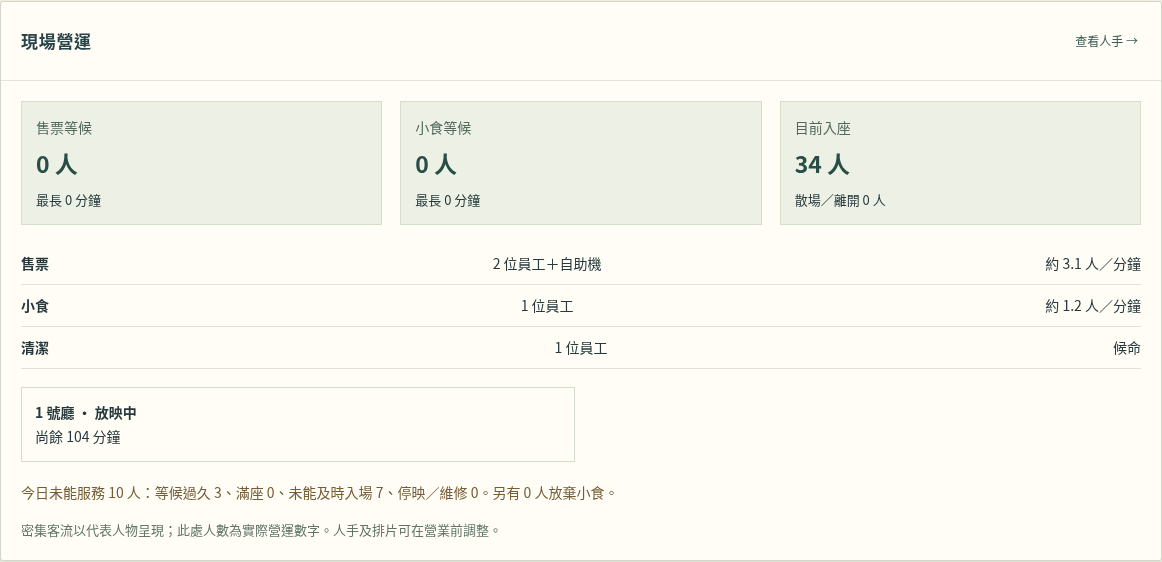 現場營運
查看人手 →
售票等候
0 人
最長 0 分鐘
小食等候
0 人
最長 0 分鐘
目前入座
34 人
散場／離開 0 人
售票 2 位員工＋自助機 約 3.1 人／分鐘
小食 1 位員工 約 1.2 人／分鐘
清潔 1 位員工 候命
1 號廳 · 放映中
尚餘 104 分鐘
今日未能服務 10 人：等候過久 3、滿座 0、未能及時入場 7、停映／維修 0。另有 0 人放棄小食。
密集客流以代表人物呈現；此處人數為實際營運數字。人手及排片可在營業前調整。